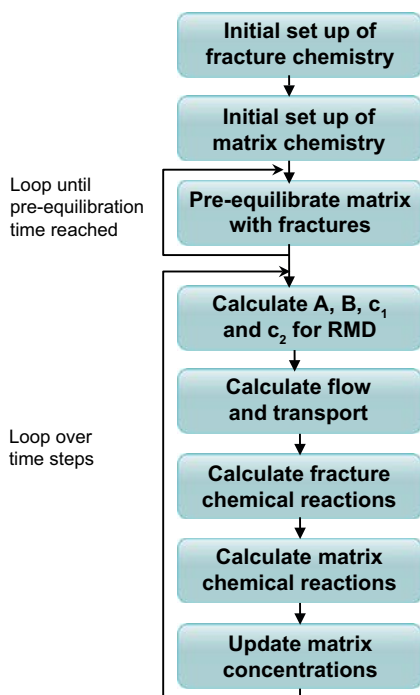 Initial set up of
fracture chemistry
Initial set up of
matrix chemistry
Loop until
pre-equilibration
time reached
Pre-equilibrate matrix
with fractures
Calculate A, B, c₁
and c₂ for RMD
Calculate flow
and transport
Loop over
time steps
Calculate fracture
chemical reactions
Calculate matrix
chemical reactions
Update matrix
concentrations